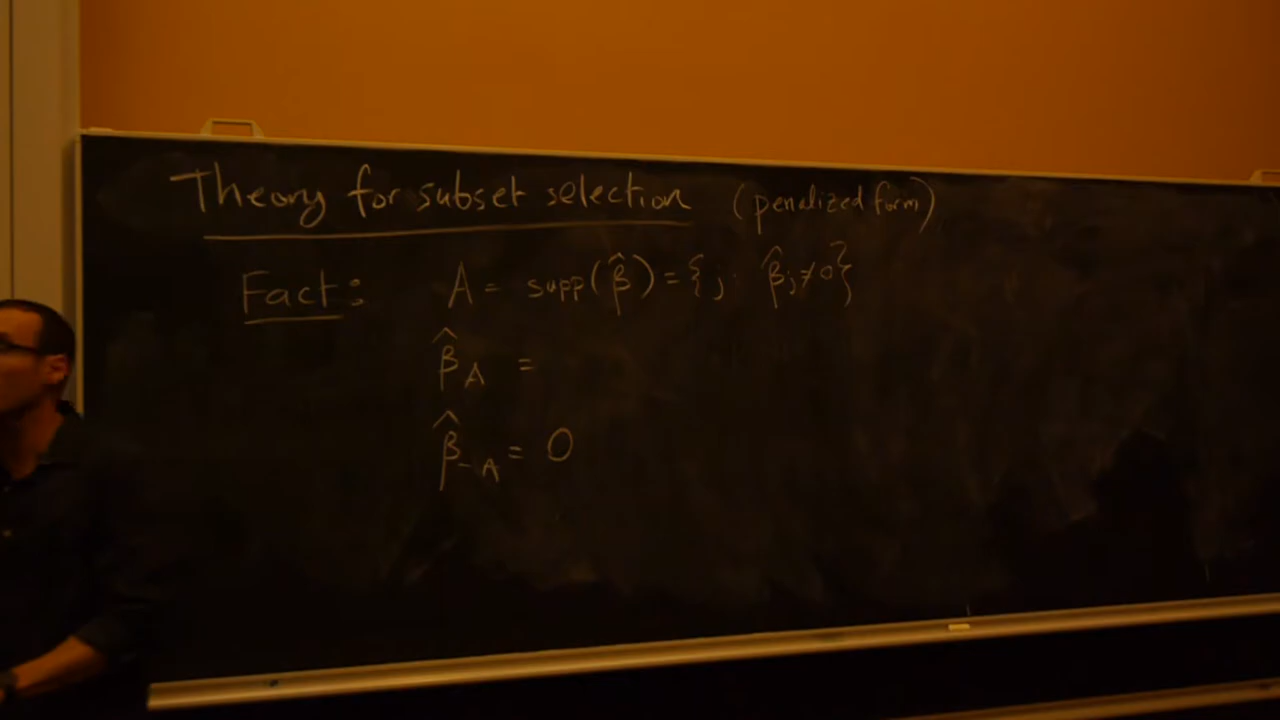 Theory for subset selection (penalized form)
Fact: A = supp(β̂) = {j : β̂j ≠ 0}
β̂A =
β̂-A = 0